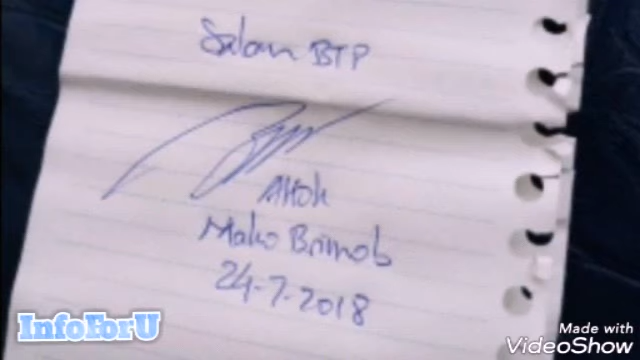 Salam BTP
Ahok
Mako Brimob
24-7-2018
InfoForU
Made with
VideoShow